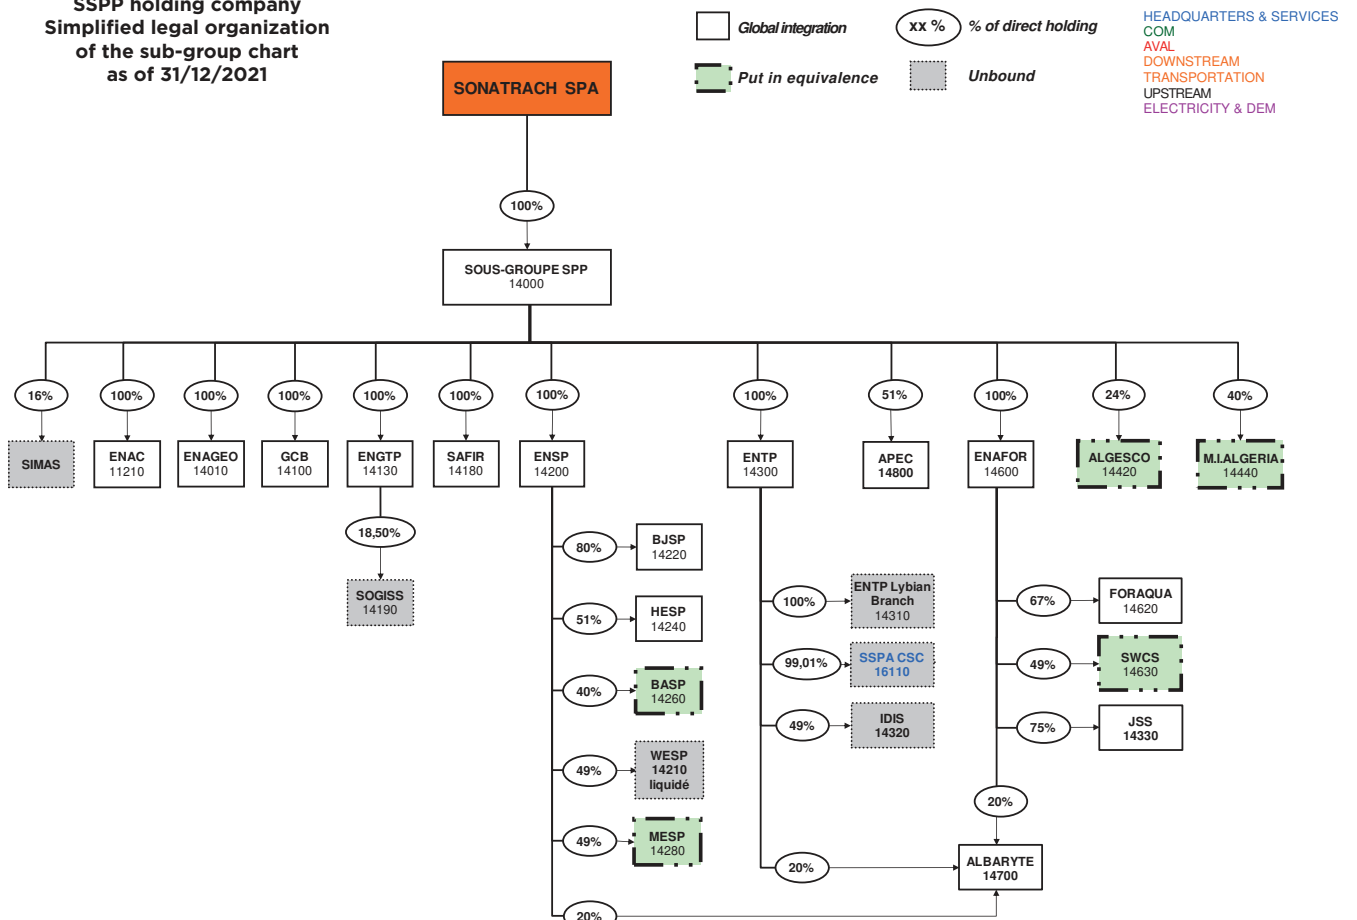 SSPP holding company
Simplified legal organization
of the sub-group chart
as of 31/12/2021
Global integration
xx %
% of direct holding
Put in equivalence
Unbound
HEADQUARTERS & SERVICES
COM
AVAL
DOWNSTREAM
TRANSPORTATION
UPSTREAM
ELECTRICITY & DEM
SONATRACH SPA
100%
SOUS-GROUPE SPP
14000
16%
100%
100%
100%
100%
100%
100%
100%
51%
100%
24%
40%
SIMAS
ENAC
11210
ENAGEO
14010
GCB
14100
ENGTP
14130
SAFIR
14180
ENSP
14200
ENTP
14300
APEC
14800
ENAFOR
14600
ALGESCO
14420
M.I.ALGERIA
14440
18,50%
SOGISS
14190
80%
BJSP
14220
51%
HESP
14240
40%
BASP
14260
49%
WESP
14210
liquidé
49%
MESP
14280
20%
100%
ENTP Lybian
Branch
14310
99,01%
SSPA CSC
16110
49%
IDIS
14320
20%
67%
FORAQUA
14620
49%
SWCS
14630
75%
JSS
14330
20%
ALBARYTE
14700